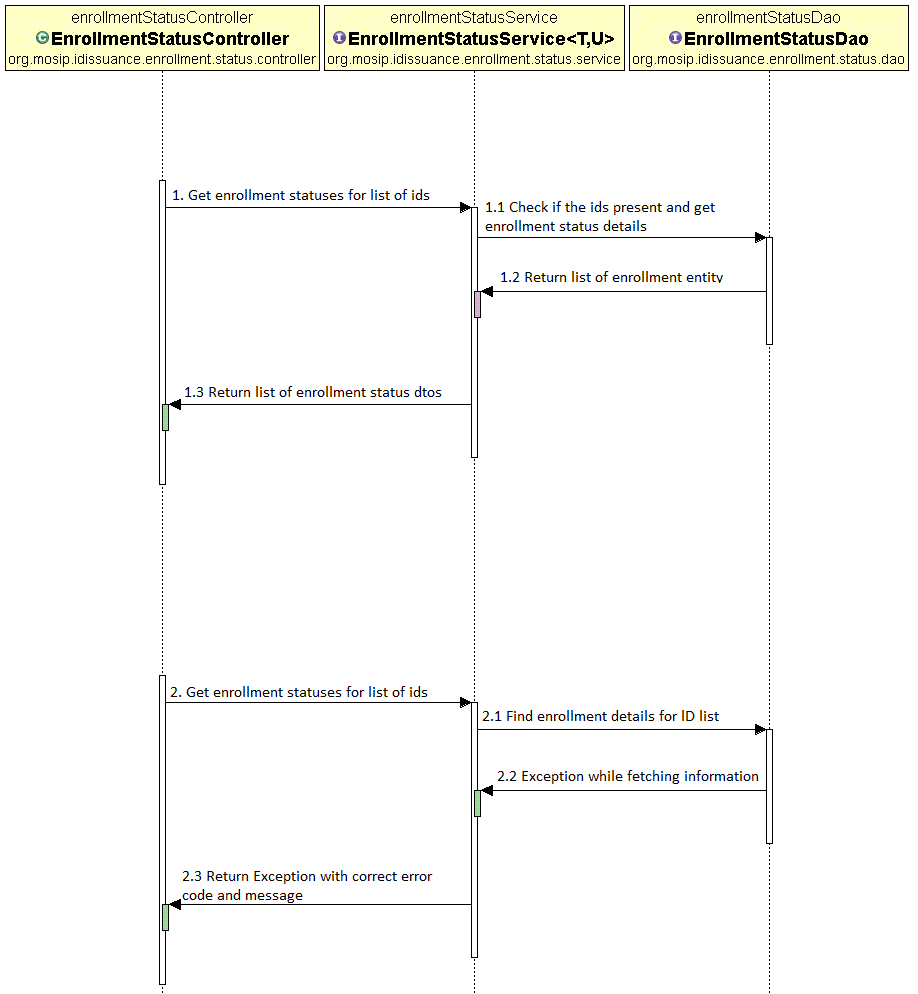 enrollmentStatusController
EnrollmentStatusController
org.mosip.idissuance.enrollment.status.controller
enrollmentStatusService
EnrollmentStatusService<T,U>
org.mosip.idissuance.enrollment.status.service
enrollmentStatusDao
EnrollmentStatusDao
org.mosip.idissuance.enrollment.status.dao
1. Get enrollment statuses for list of ids
1.1 Check if the ids present and get
enrollment status details
1.2 Return list of enrollment entity
1.3 Return list of enrollment status dtos
2. Get enrollment statuses for list of ids
2.1 Find enrollment details for ID list
2.2 Exception while fetching information
2.3 Return Exception with correct error
code and message